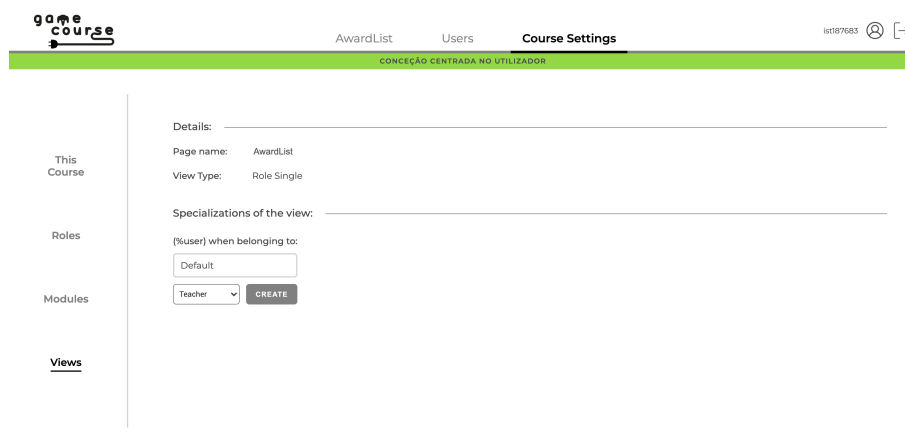 game
course
AwardList Users Course Settings
ist187683
CONCEÇÃO CENTRADA NO UTILIZADOR
This
Course
Roles
Modules
Views
Details:
Page name: AwardList
View Type: Role Single
Specializations of the view:
(%user) when belonging to:
Default
Teacher CREATE